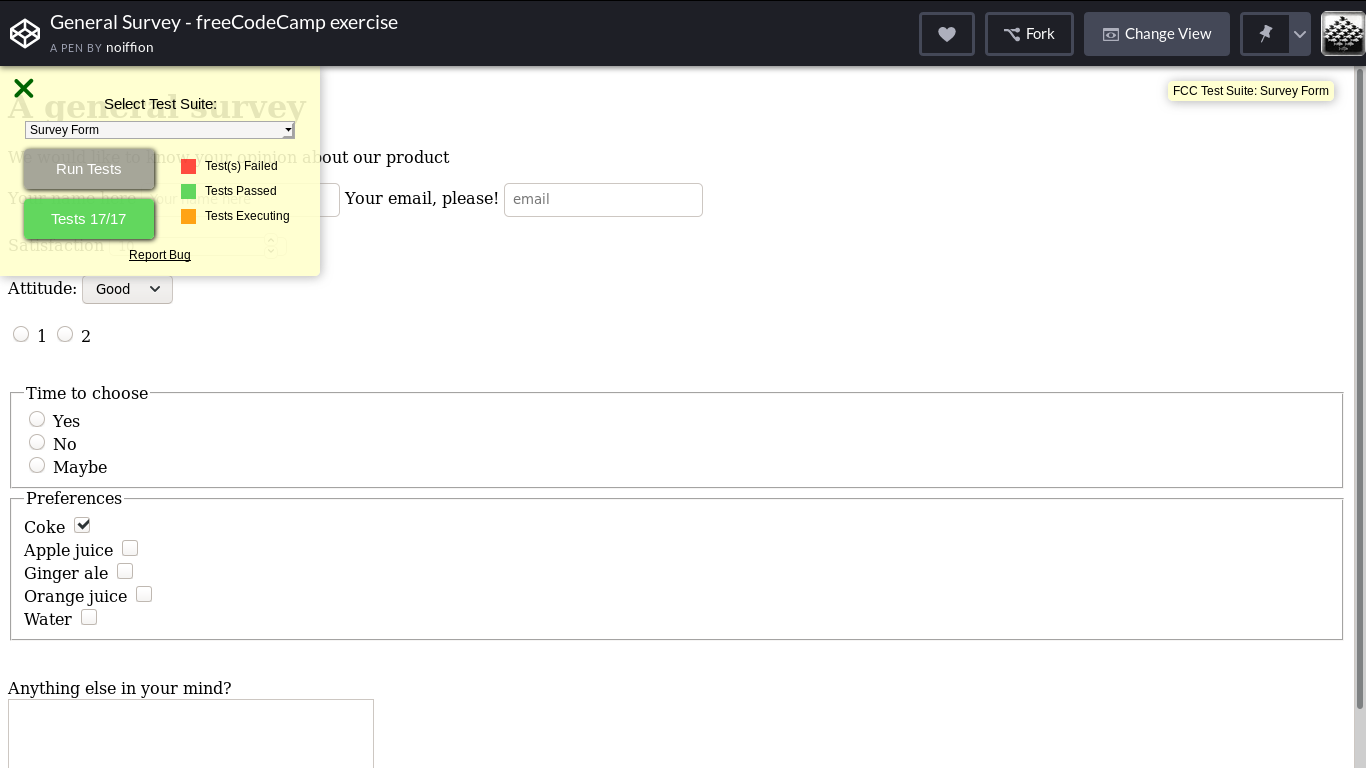 General Survey - freeCodeCamp exercise
A PEN BY noiffion
Fork
Change View
A general survey
Select Test Suite:
FCC Test Suite: Survey Form
Survey Form
We would like to know your opinion about our product
Run Tests
Test(s) Failed
Tests Passed
Your name here
Your email, please! email
Tests 17/17
Tests Executing
Satisfaction
Report Bug
Attitude: Good
1 2
Time to choose
Yes
No
Maybe
Preferences
Coke
Apple juice
Ginger ale
Orange juice
Water
Anything else in your mind?